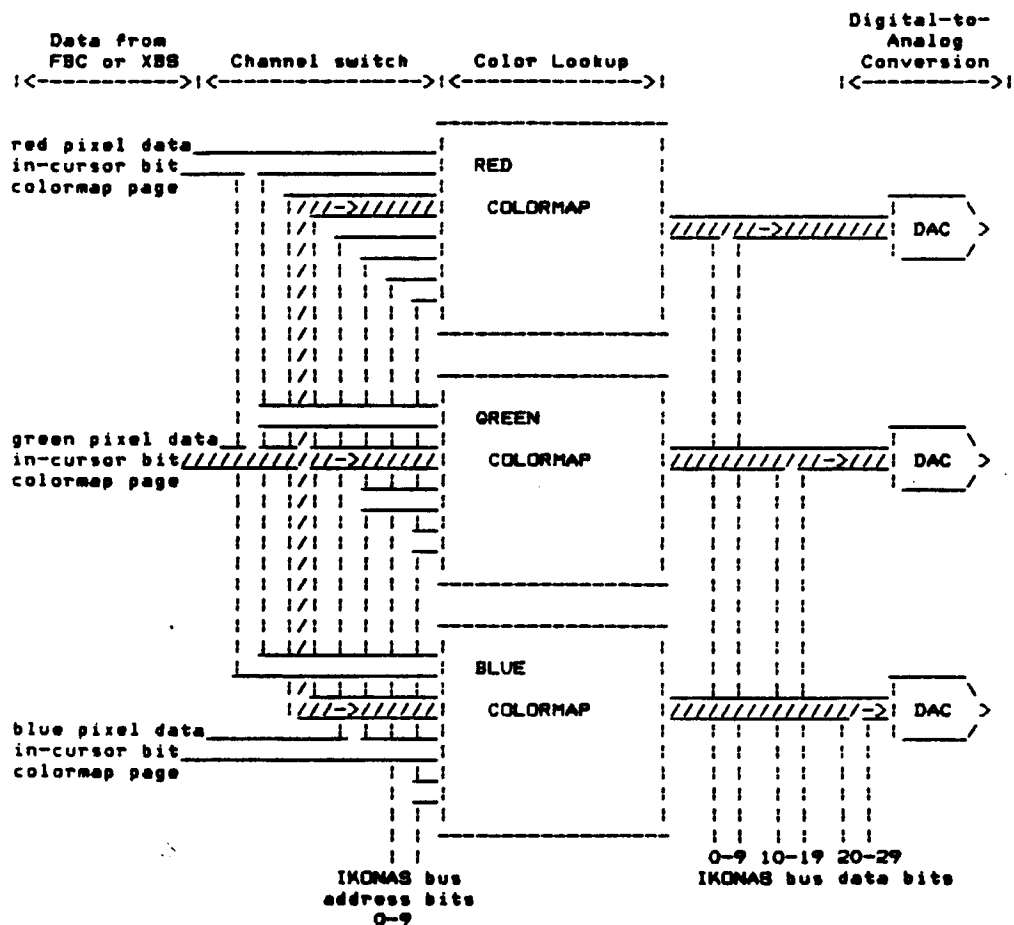 Data from
FBC or XBS
Channel switch
Color Lookup
Digital-to-
Analog
Conversion
red pixel data
in-cursor bit
colormap page
RED
COLORMAP
DAC
green pixel data
in-cursor bit
colormap page
GREEN
COLORMAP
DAC
blue pixel data
in-cursor bit
colormap page
BLUE
COLORMAP
DAC
IKONAS bus
address bits
0-9
0-9 10-19 20-29
IKONAS bus data bits